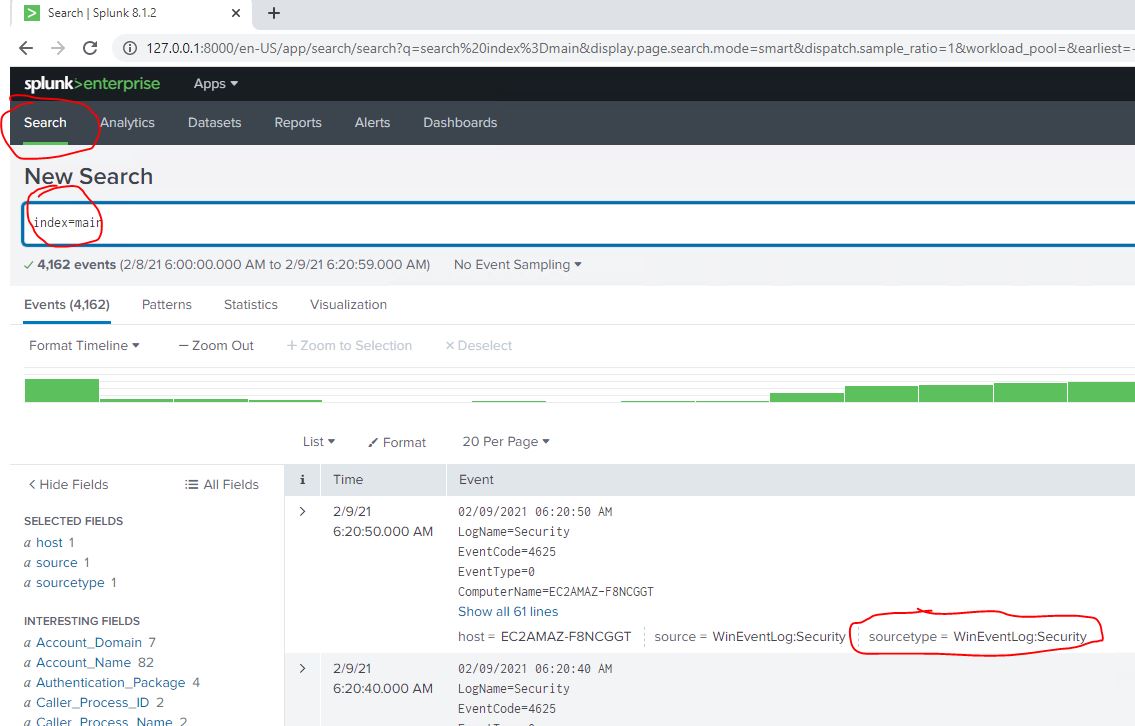 Search | Splunk 8.1.2
127.0.0.1:8000/en-US/app/search/search?q=search%20index%3Dmain&display.page.search.mode=smart&dispatch.sample_ratio=1&workload_pool=&earliest=-
splunk>enterprise Apps
Search Analytics Datasets Reports Alerts Dashboards
New Search
index=main
4,162 events (2/8/21 6:00:00.000 AM to 2/9/21 6:20:59.000 AM) No Event Sampling
Events (4,162) Patterns Statistics Visualization
Format Timeline — Zoom Out + Zoom to Selection × Deselect
List Format 20 Per Page
< Hide Fields All Fields
i Time Event
SELECTED FIELDS
a host 1
a source 1
a sourcetype 1
INTERESTING FIELDS
a Account_Domain 7
a Account_Name 82
a Authentication_Package 4
a Caller_Process_ID 2
a Caller_Process_Name 2
> 2/9/21
6:20:50.000 AM
02/09/2021 06:20:50 AM
LogName=Security
EventCode=4625
EventType=0
ComputerName=EC2AMAZ-F8NCGGT
Show all 61 lines
host = EC2AMAZ-F8NCGGT source = WinEventLog:Security sourcetype = WinEventLog:Security
> 2/9/21
6:20:40.000 AM
02/09/2021 06:20:40 AM
LogName=Security
EventCode=4625
EventType=0